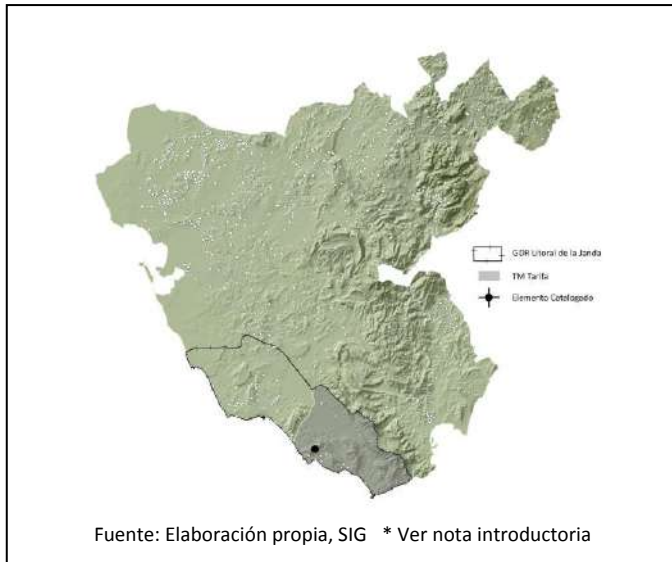 GDR Litoral de la Janda
TM Tarifa
Elemento Catalogado
Fuente: Elaboración propia, SIG * Ver nota introductoria